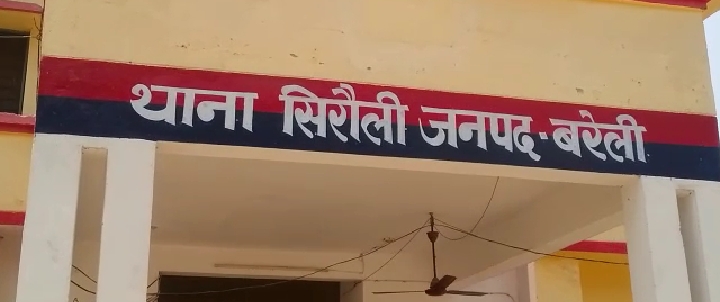 थाना सिरौली जनपद-बरेली